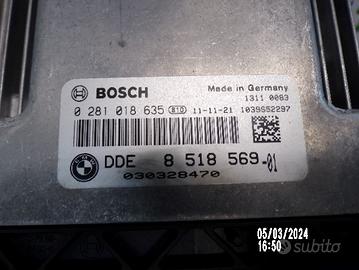 BOSCH
Made in Germany
1311 0083
0 281 018 635 B10 11-11-21 1039S52297
DDE 8 518 569-01
030328470
05/03/2024
16:50
subito